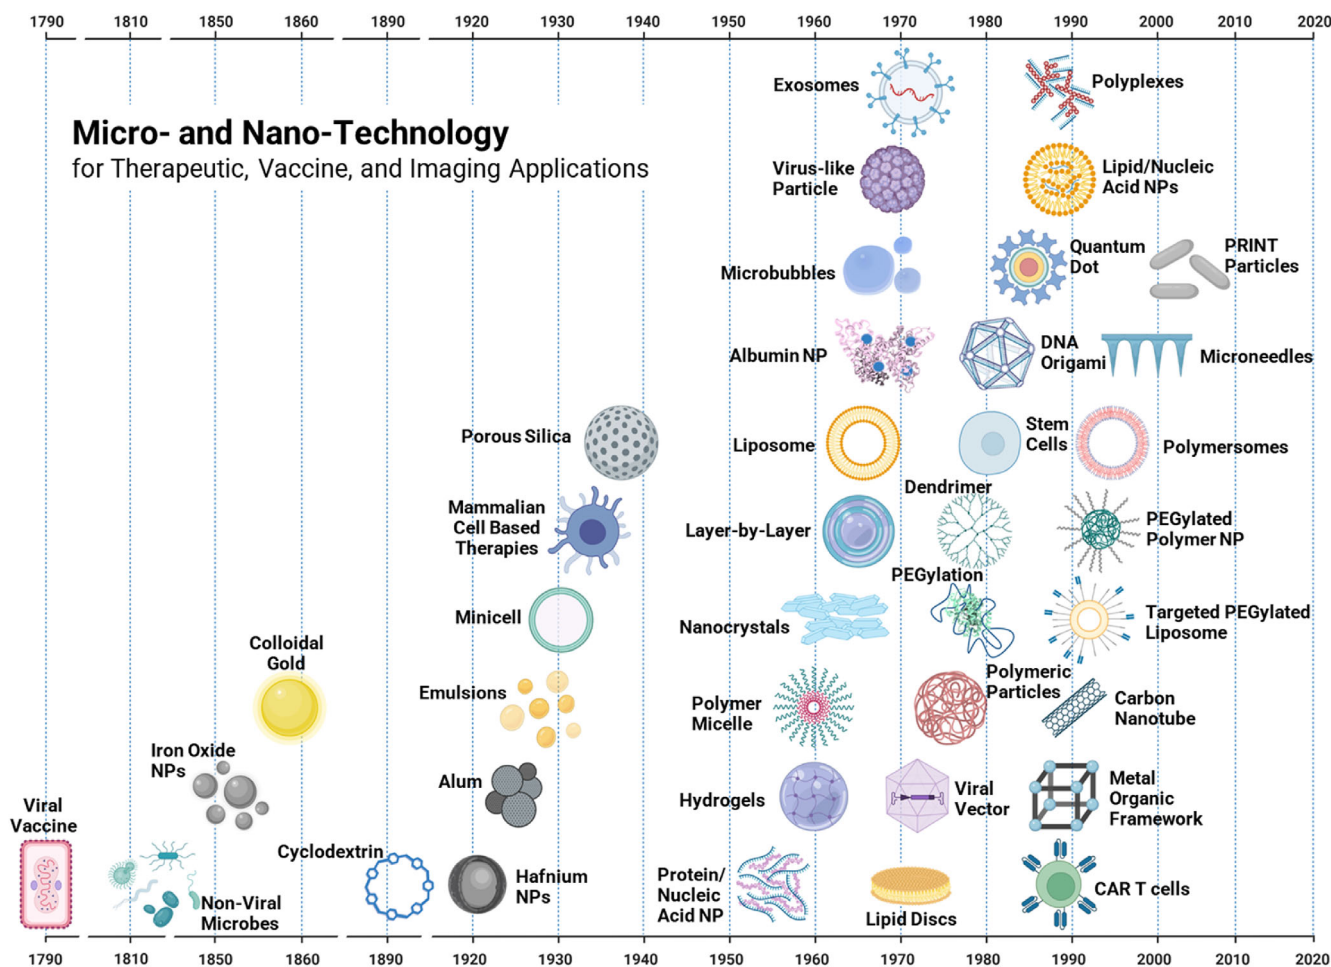 1790 1810 1850 1860 1890 1920 1930 1940 1950 1960 1970 1980 1990 2000 2010 2020
Micro- and Nano-Technology
for Therapeutic, Vaccine, and Imaging Applications
Exosomes
Polyplexes
Virus-like
Particle
Lipid/Nucleic
Acid NPs
Microbubbles
Quantum
Dot
PRINT
Particles
Albumin NP
DNA
Origami
Microneedles
Porous Silica
Liposome
Stem
Cells
Polymersomes
Mammalian
Cell Based
Therapies
Layer-by-Layer
Dendrimer
PEGylated
Polymer NP
Minicell
Nanocrystals
PEGylation
Targeted PEGylated
Liposome
Colloidal
Gold
Emulsions
Polymer
Micelle
Polymeric
Particles
Carbon
Nanotube
Iron Oxide
NPs
Alum
Hydrogels
Viral
Vector
Metal
Organic
Framework
Viral
Vaccine
Non-Viral
Microbes
Cyclodextrin
Hafnium
NPs
Protein/
Nucleic
Acid NP
Lipid Discs
CAR T cells
1790 1810 1850 1860 1890 1920 1930 1940 1950 1960 1970 1980 1990 2000 2010 2020